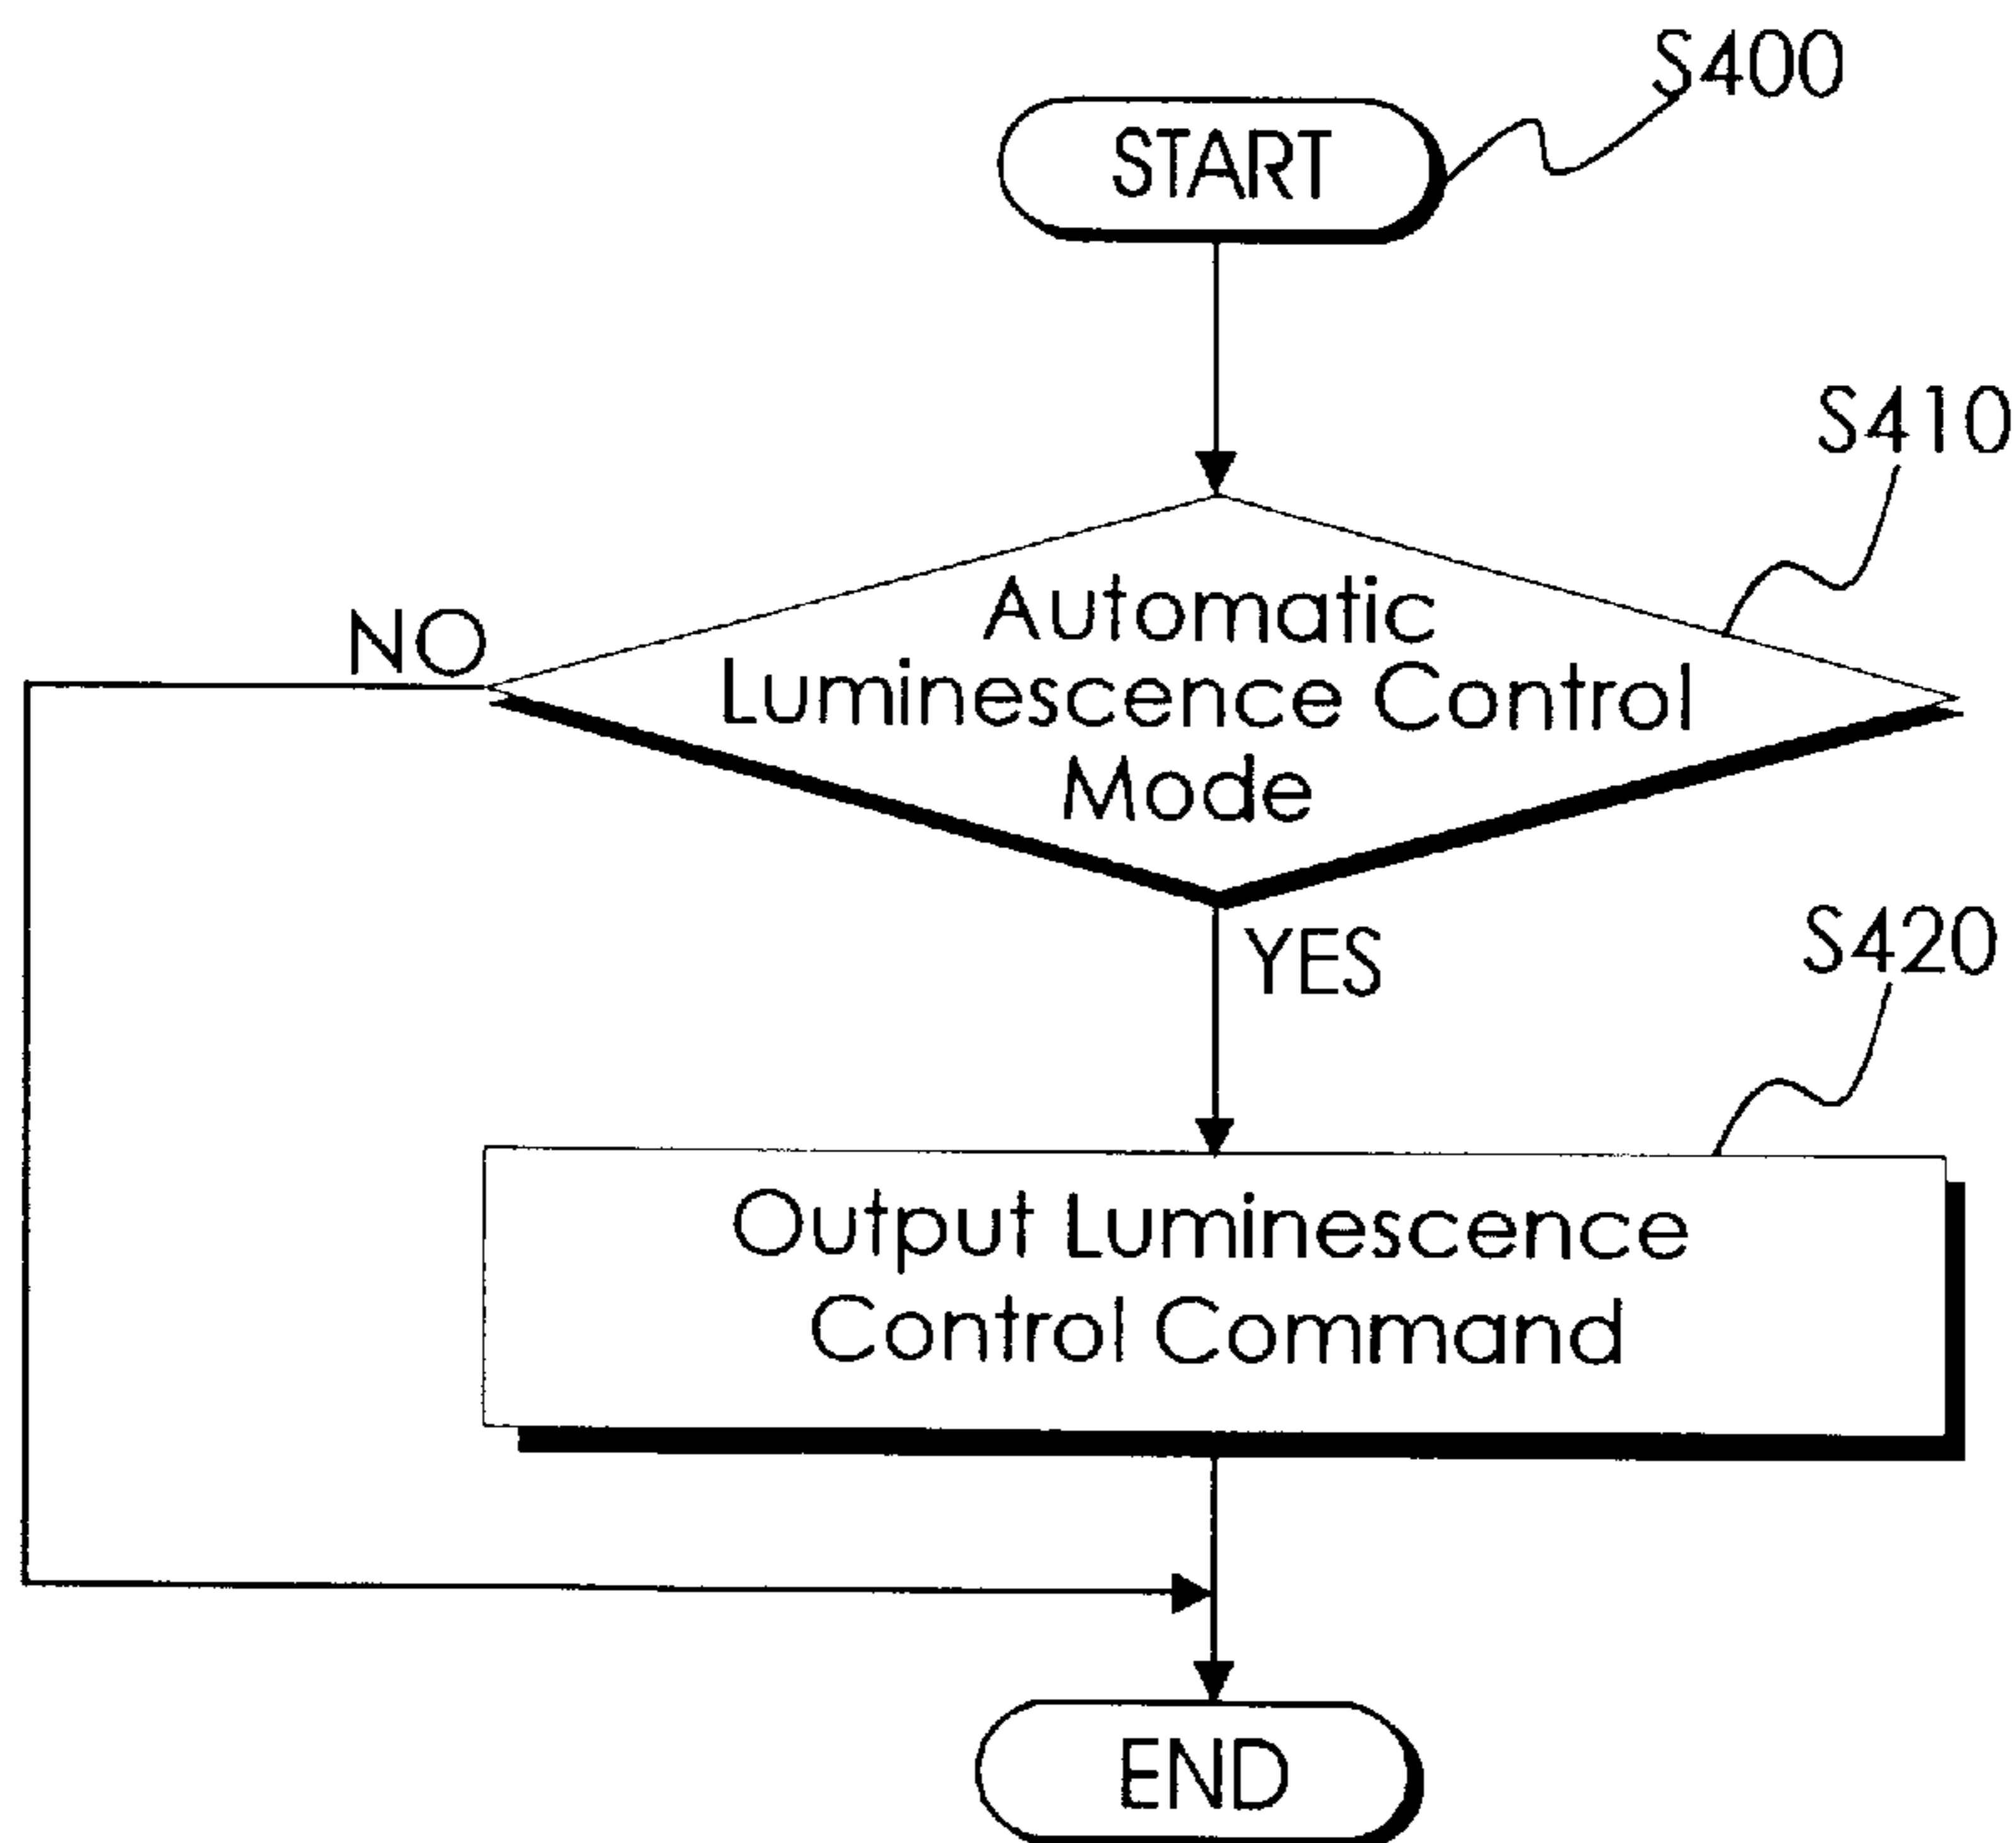 S400
START
S410
Automatic
Luminescence Control
Mode
NO
YES
S420
Output Luminescence
Control Command
END